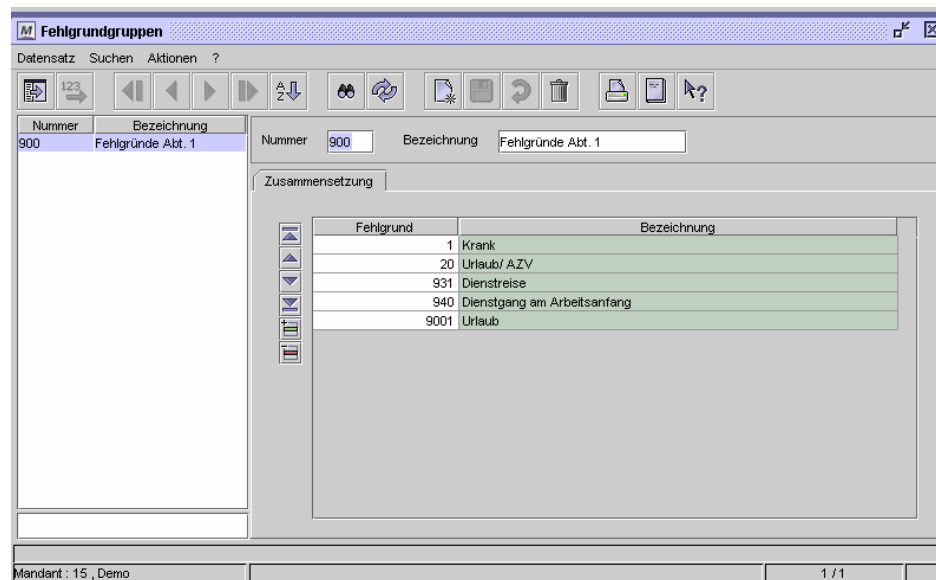 M Fehlgrundgruppen
Datensatz Suchen Aktionen ?
123 A Z ?
Nummer Bezeichnung
900 Fehlgründe Abt. 1
Nummer 900 Bezeichnung Fehlgründe Abt. 1
Zusammensetzung
Fehlgrund Bezeichnung
1 Krank
20 Urlaub/ AZV
931 Dienstreise
940 Dienstgang am Arbeitsanfang
9001 Urlaub
Mandant : 15 , Demo 1 / 1